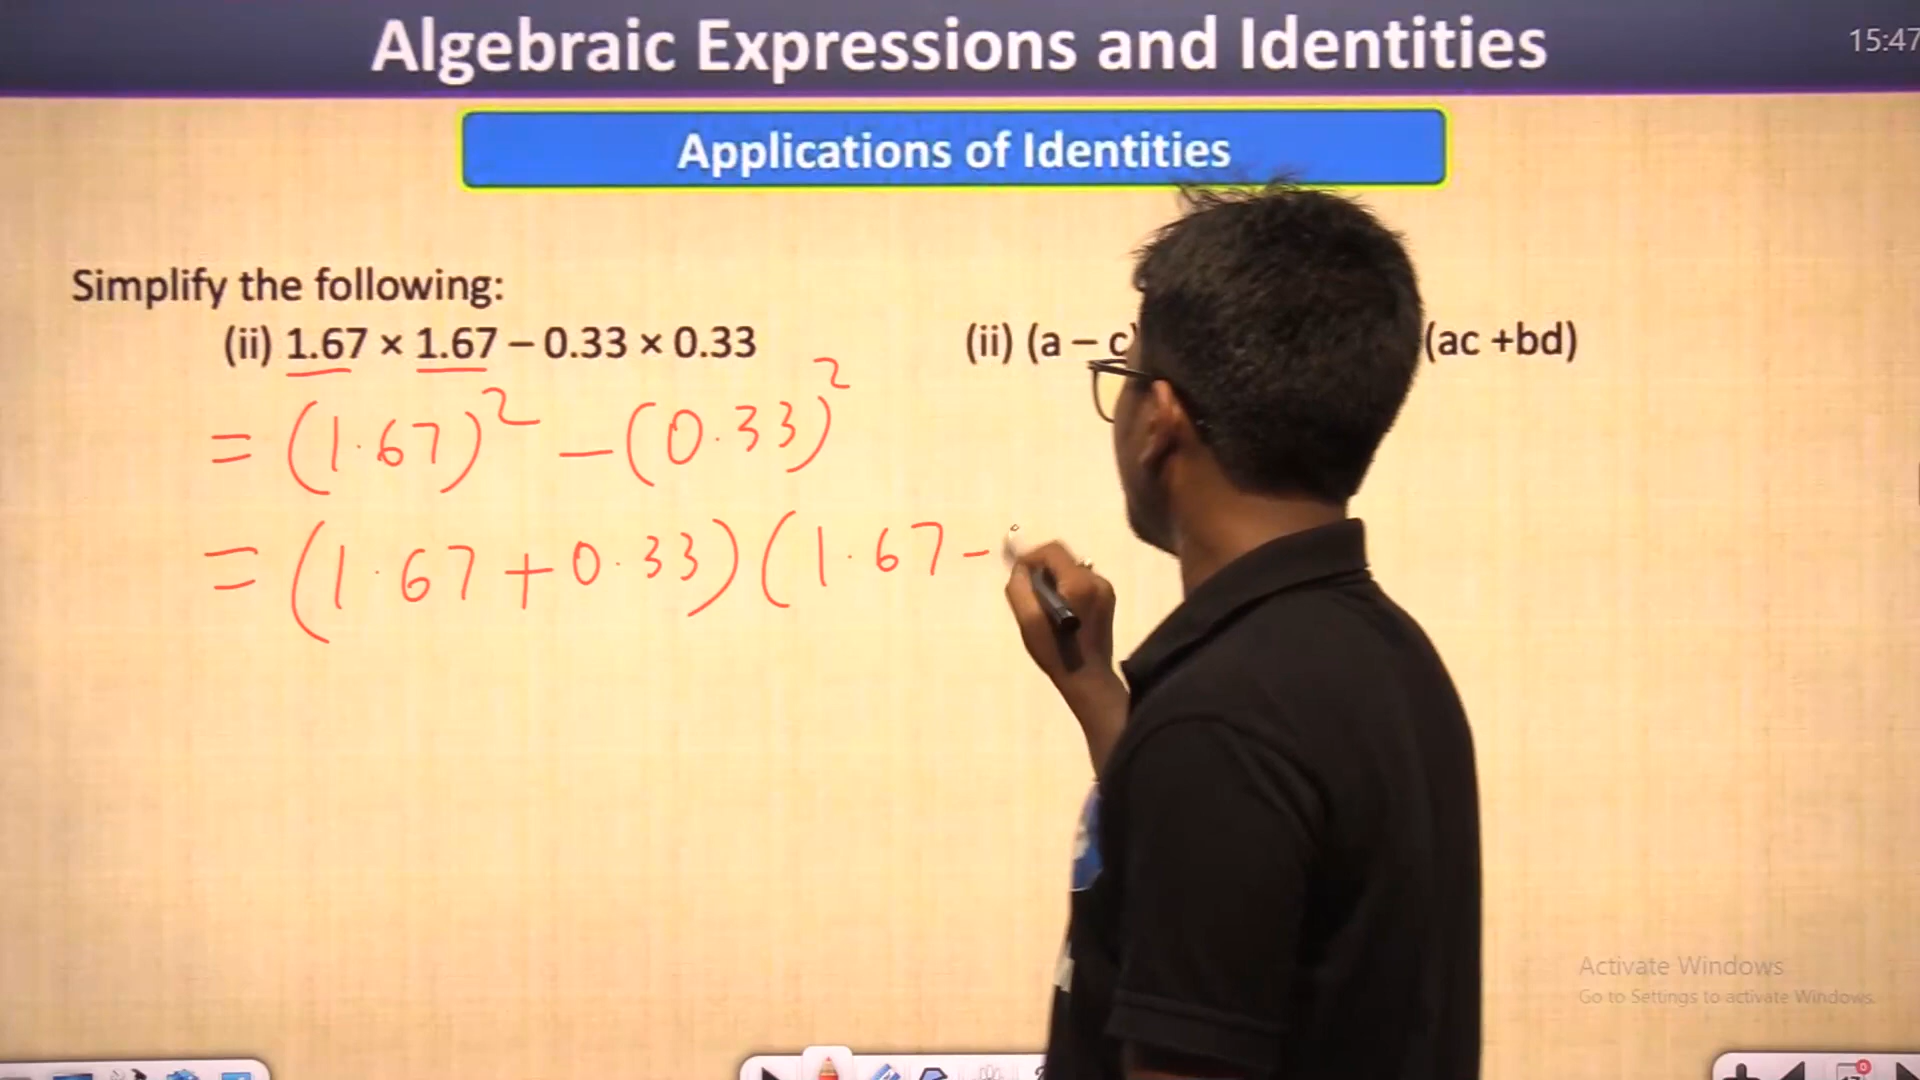 Algebraic Expressions and Identities
15:47
Applications of Identities
Simplify the following:
(ii) 1.67 × 1.67 – 0.33 × 0.33
(ii) (a – c) (ac +bd)
= (1.67)² – (0.33)²
= (1.67 + 0.33) (1.67 –
Activate Windows
Go to Settings to activate Windows.